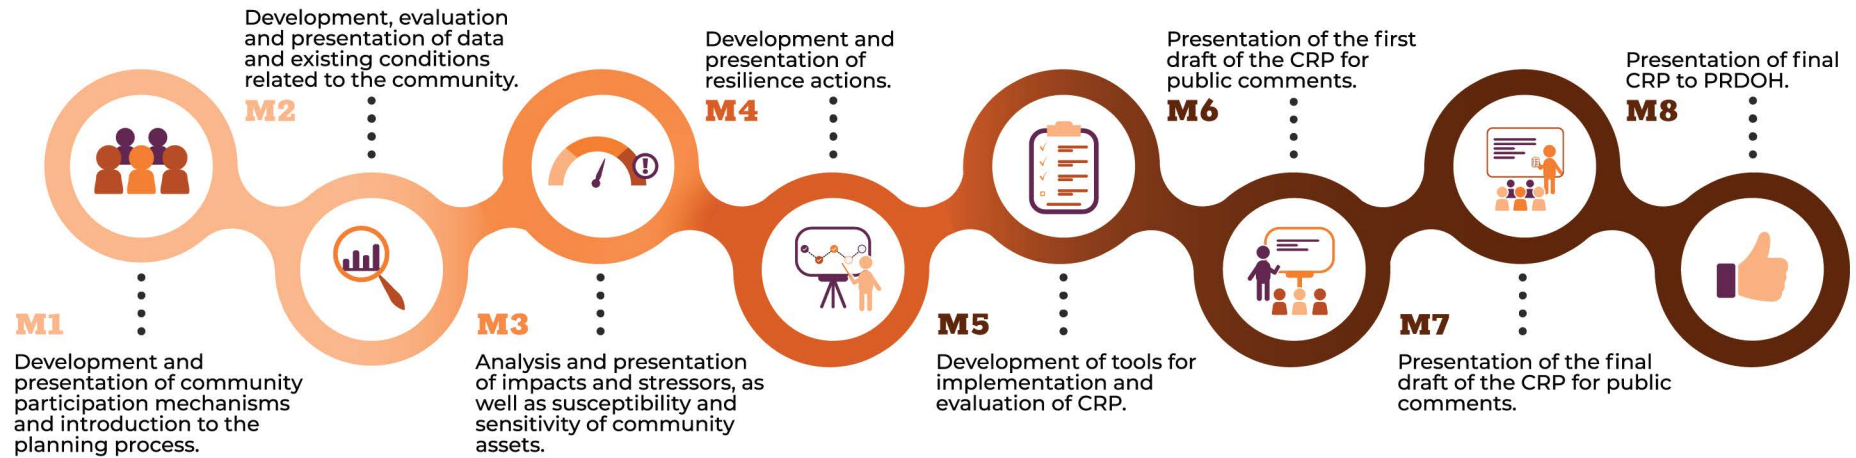 M1
Development and
presentation of community
participation mechanisms
and introduction to the
planning process.
Development, evaluation
and presentation of data
and existing conditions
related to the community.
M2
M3
Analysis and presentation
of impacts and stressors, as
well as susceptibility and
sensitivity of community
assets.
Development and
presentation of
resilience actions.
M4
M5
Development of tools for
implementation and
evaluation of CRP.
Presentation of the first
draft of the CRP for
public comments.
M6
M7
Presentation of the final
draft of the CRP for public
comments.
Presentation of final
CRP to PRDOH.
M8